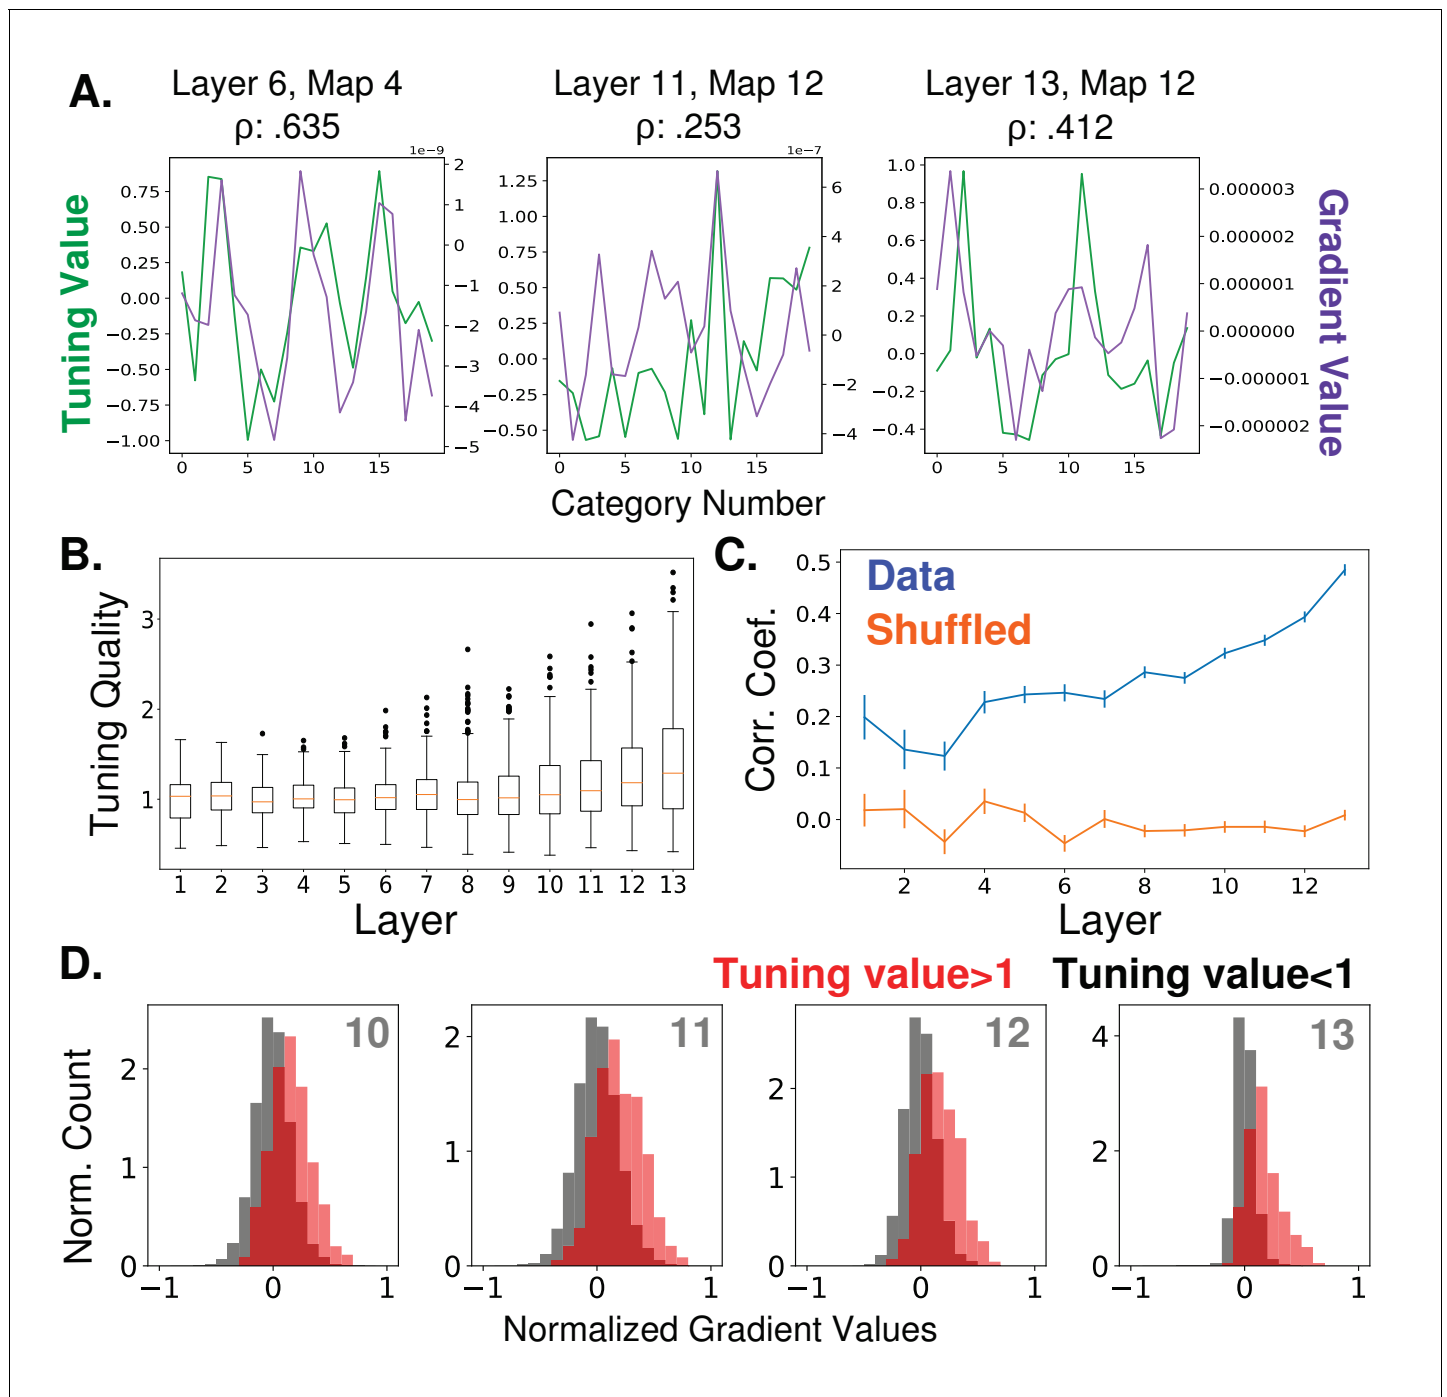 A.
Layer 6, Map 4
ρ: .635
Layer 11, Map 12
ρ: .253
Layer 13, Map 12
ρ: .412
Tuning Value
1e−9
0.75
0.50
0.25
0.00
−0.25
−0.50
−0.75
−1.00
2
1
0
−1
−2
−3
−4
−5
0 5 10 15
1e−7
1.25
1.00
0.75
0.50
0.25
0.00
−0.25
−0.50
6
4
2
0
−2
−4
0 5 10 15
1.0
0.8
0.6
0.4
0.2
0.0
−0.2
−0.4
0.000003
0.000002
0.000001
0.000000
−0.000001
−0.000002
0 5 10 15
Gradient Value
Category Number
B.
Tuning Quality
3
2
1
1 2 3 4 5 6 7 8 9 10 11 12 13
Layer
C.
Data
Shuffled
Corr. Coef.
0.5
0.4
0.3
0.2
0.1
0.0
2 4 6 8 10 12
Layer
D.
Tuning value>1 Tuning value<1
Norm. Count
10
2
1
0
−1 0 1
11
2
1
0
−1 0 1
12
2
1
0
−1 0 1
13
4
2
0
−1 0 1
Normalized Gradient Values